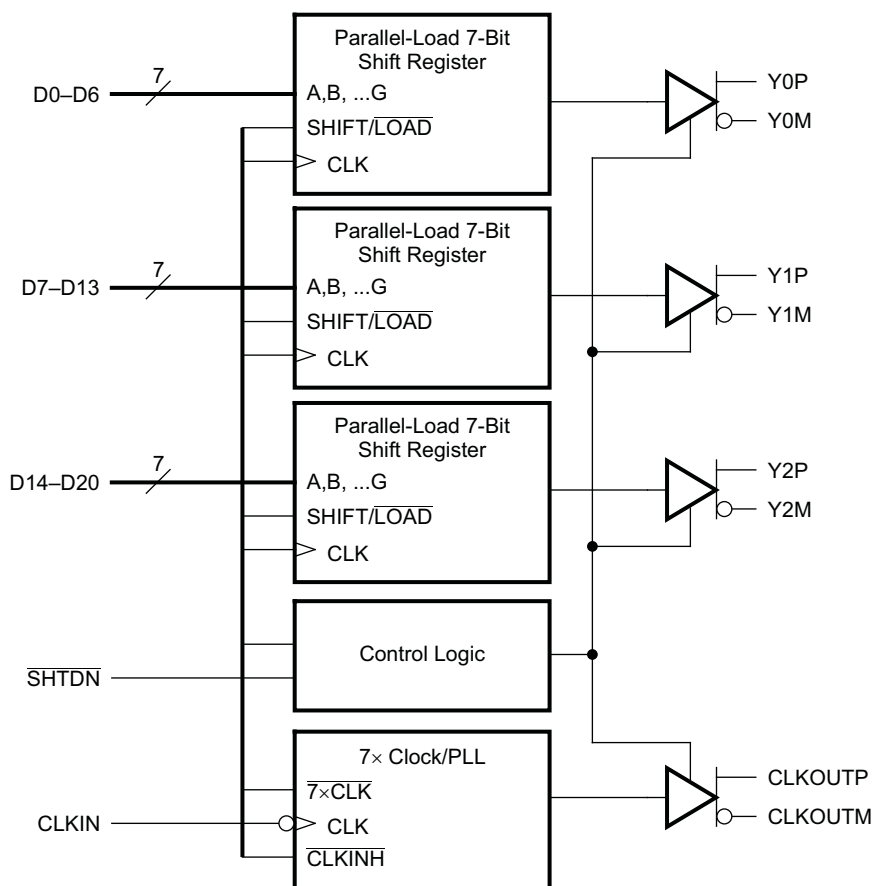 Parallel-Load 7-Bit
Shift Register
D0–D6
7
A,B, ...G
SHIFT/LOAD
CLK
Y0P
Y0M
Parallel-Load 7-Bit
Shift Register
D7–D13
7
A,B, ...G
SHIFT/LOAD
CLK
Y1P
Y1M
Parallel-Load 7-Bit
Shift Register
D14–D20
7
A,B, ...G
SHIFT/LOAD
CLK
Y2P
Y2M
Control Logic
SHTDN
7× Clock/PLL
7×CLK
CLKIN
CLK
CLKINH
CLKOUTP
CLKOUTM